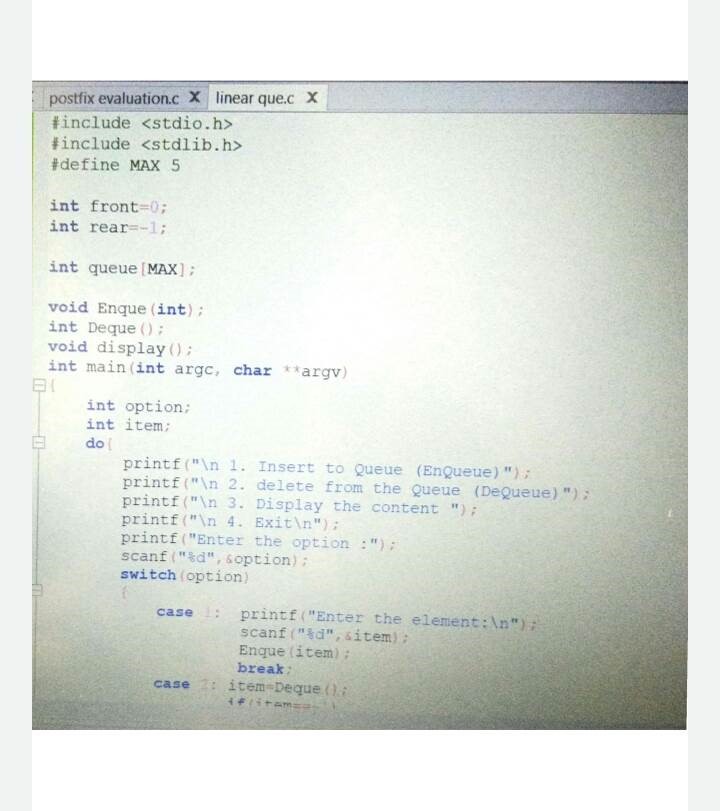 postfix evaluation.c X linear que.c X
#include <stdio.h>
#include <stdlib.h>
#define MAX 5
int front=0;
int rear=-1;
int queue[MAX];
void Enque(int);
int Deque();
void display();
int main(int argc, char **argv)
{
int option;
int item;
do{
printf("\n 1. Insert to Queue (EnQueue)");
printf("\n 2. delete from the Queue (DeQueue)");
printf("\n 3. Display the content ");
printf("\n 4. Exit\n");
printf("Enter the option :");
scanf("%d",&option);
switch(option)
{
case 1: printf("Enter the element:\n");
scanf("%d",&item);
Enque(item);
break;
case 2: item=Deque();
if(item==-1)